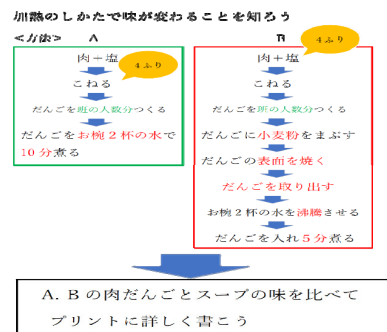 加熱のしかたで味が変わることを知ろう
<方法> A B
肉+塩
4ふり
こねる
だんごを班の人数分つくる
だんごをお椀2杯の水で
10分煮る
肉+塩
4ふり
こねる
だんごを班の人数分つくる
だんごに小麦粉をまぶす
だんごの表面を焼く
だんごを取り出す
お椀2杯の水を沸騰させる
だんごを入れ5分煮る
A. Bの肉だんごとスープの味を比べて
プリントに詳しく書こう